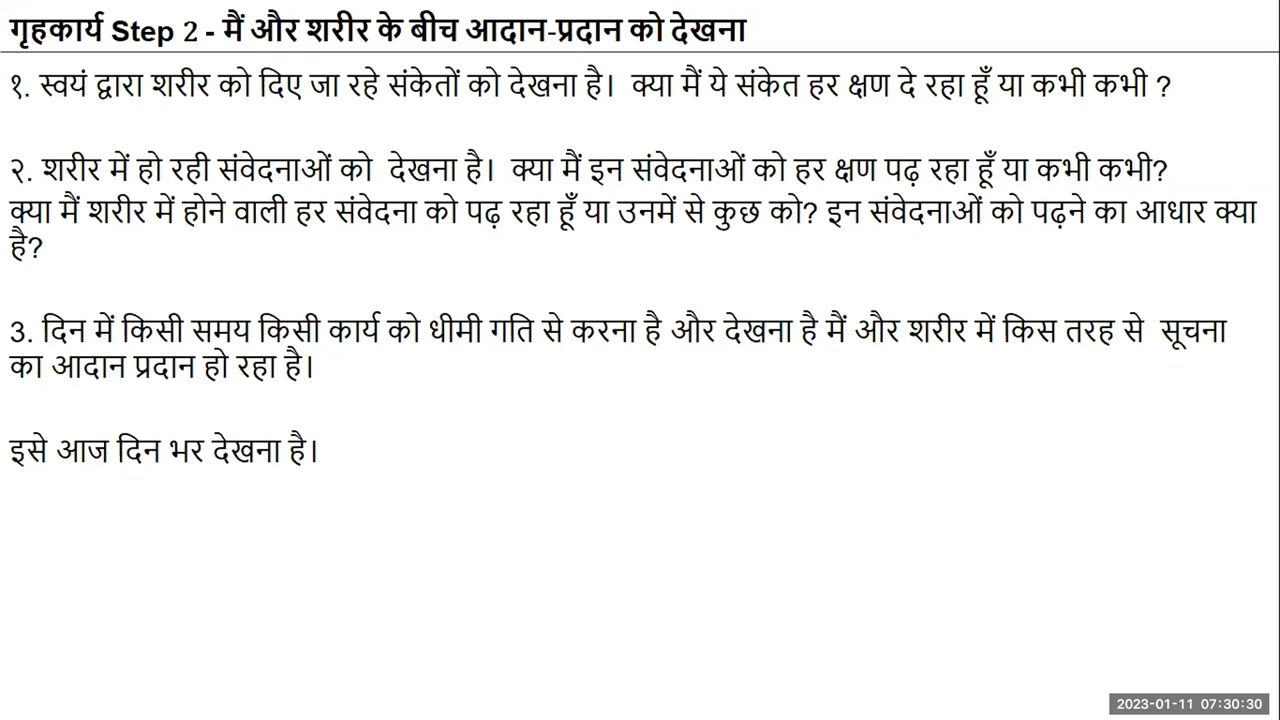 गृहकार्य Step 2 - मैं और शरीर के बीच आदान-प्रदान को देखना
१. स्वयं द्वारा शरीर को दिए जा रहे संकेतों को देखना है। क्या मैं ये संकेत हर क्षण दे रहा हूँ या कभी कभी ?
२. शरीर में हो रही संवेदनाओं को देखना है। क्या मैं इन संवेदनाओं को हर क्षण पढ़ रहा हूँ या कभी कभी?
क्या मैं शरीर में होने वाली हर संवेदना को पढ़ रहा हूँ या उनमें से कुछ को? इन संवेदनाओं को पढ़ने का आधार क्या
है?
3. दिन में किसी समय किसी कार्य को धीमी गति से करना है और देखना है मैं और शरीर में किस तरह से सूचना
का आदान प्रदान हो रहा है।
इसे आज दिन भर देखना है।
2023-01-11 07:30:30